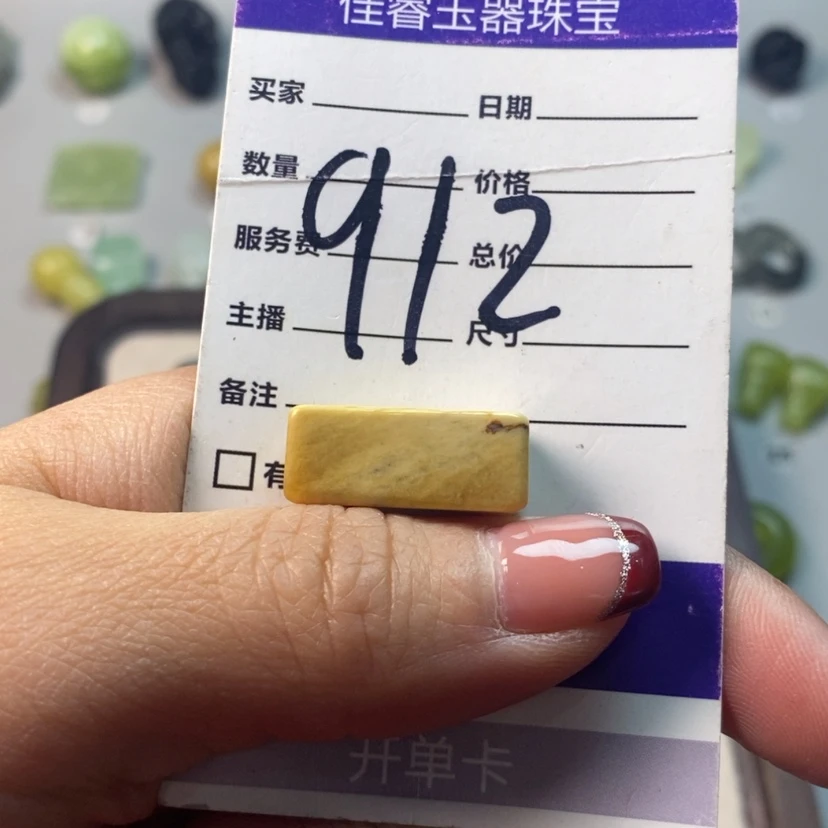 佳睿玉器珠宝
买家 日期
数量 价格
服务费 总价
主播 尺寸
912
备注
有
开单卡